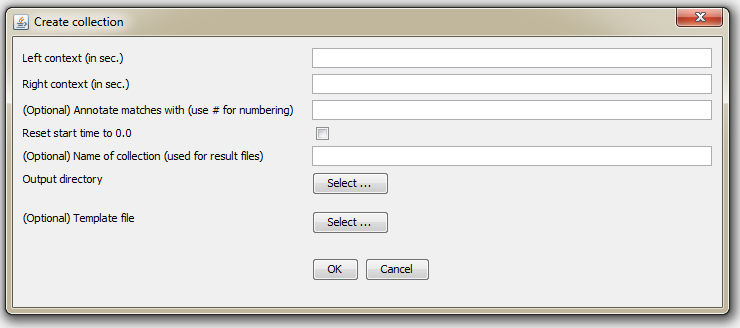 Create collection
Left context (in sec.)
Right context (in sec.)
(Optional) Annotate matches with (use # for numbering)
Reset start time to 0.0
(Optional) Name of collection (used for result files)
Output directory
Select ...
(Optional) Template file
Select ...
OK
Cancel